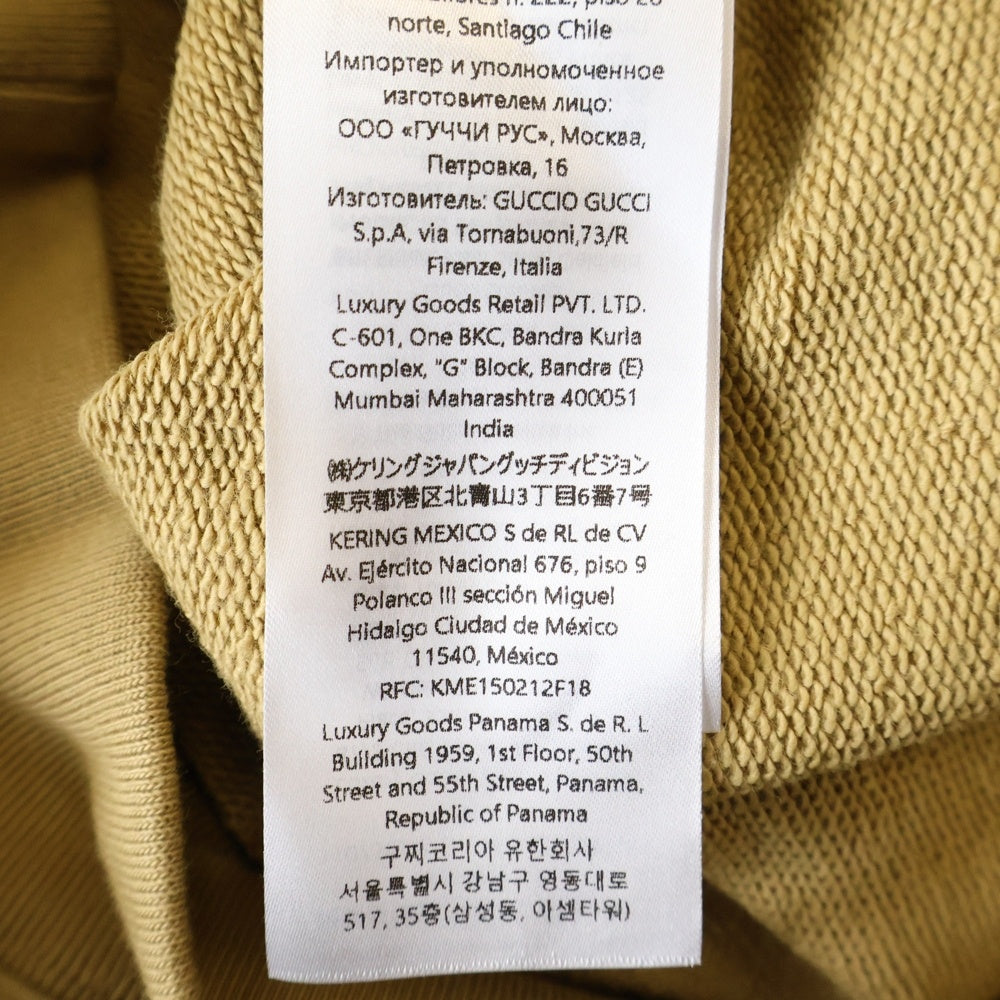 piso 20
norte, Santiago Chile
Импортер и уполномоченное
изготовителем лицо:
ООО «ГУЧЧИ РУС», Москва,
Петровка, 16
Изготовитель: GUCCIO GUCCI
S.p.A, via Tornabuoni,73/R
Firenze, Italia
Luxury Goods Retail PVT. LTD.
C-601, One BKC, Bandra Kurla
Complex, "G" Block, Bandra (E)
Mumbai Maharashtra 400051
India
㈱ケリングジャパングッチディビジョン
東京都港区北青山3丁目6番7号
KERING MEXICO S de RL de CV
Av. Ejército Nacional 676, piso 9
Polanco III sección Miguel
Hidalgo Ciudad de México
11540, México
RFC: KME150212F18
Luxury Goods Panama S. de R. L
Building 1959, 1st Floor, 50th
Street and 55th Street, Panama,
Republic of Panama
구찌코리아 유한회사
서울특별시 강남구 영동대로
517, 35층(삼성동, 아셈타워)